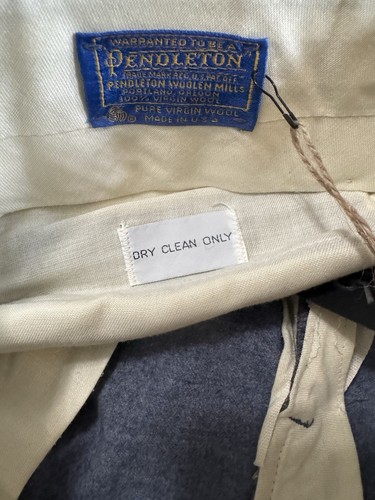 WARRANTED TO BE A
PENDLETON
TRADE MARK REG. U.S. PAT. OFF.
PENDLETON WOOLEN MILLS
PORTLAND, OREGON
100% VIRGIN WOOL
PURE VIRGIN WOOL
MADE IN U.S.A.
DRY CLEAN ONLY